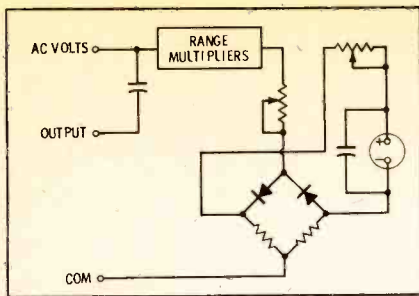 AC VOLTS
RANGE
MULTIPLIERS
OUTPUT
+
−
COM